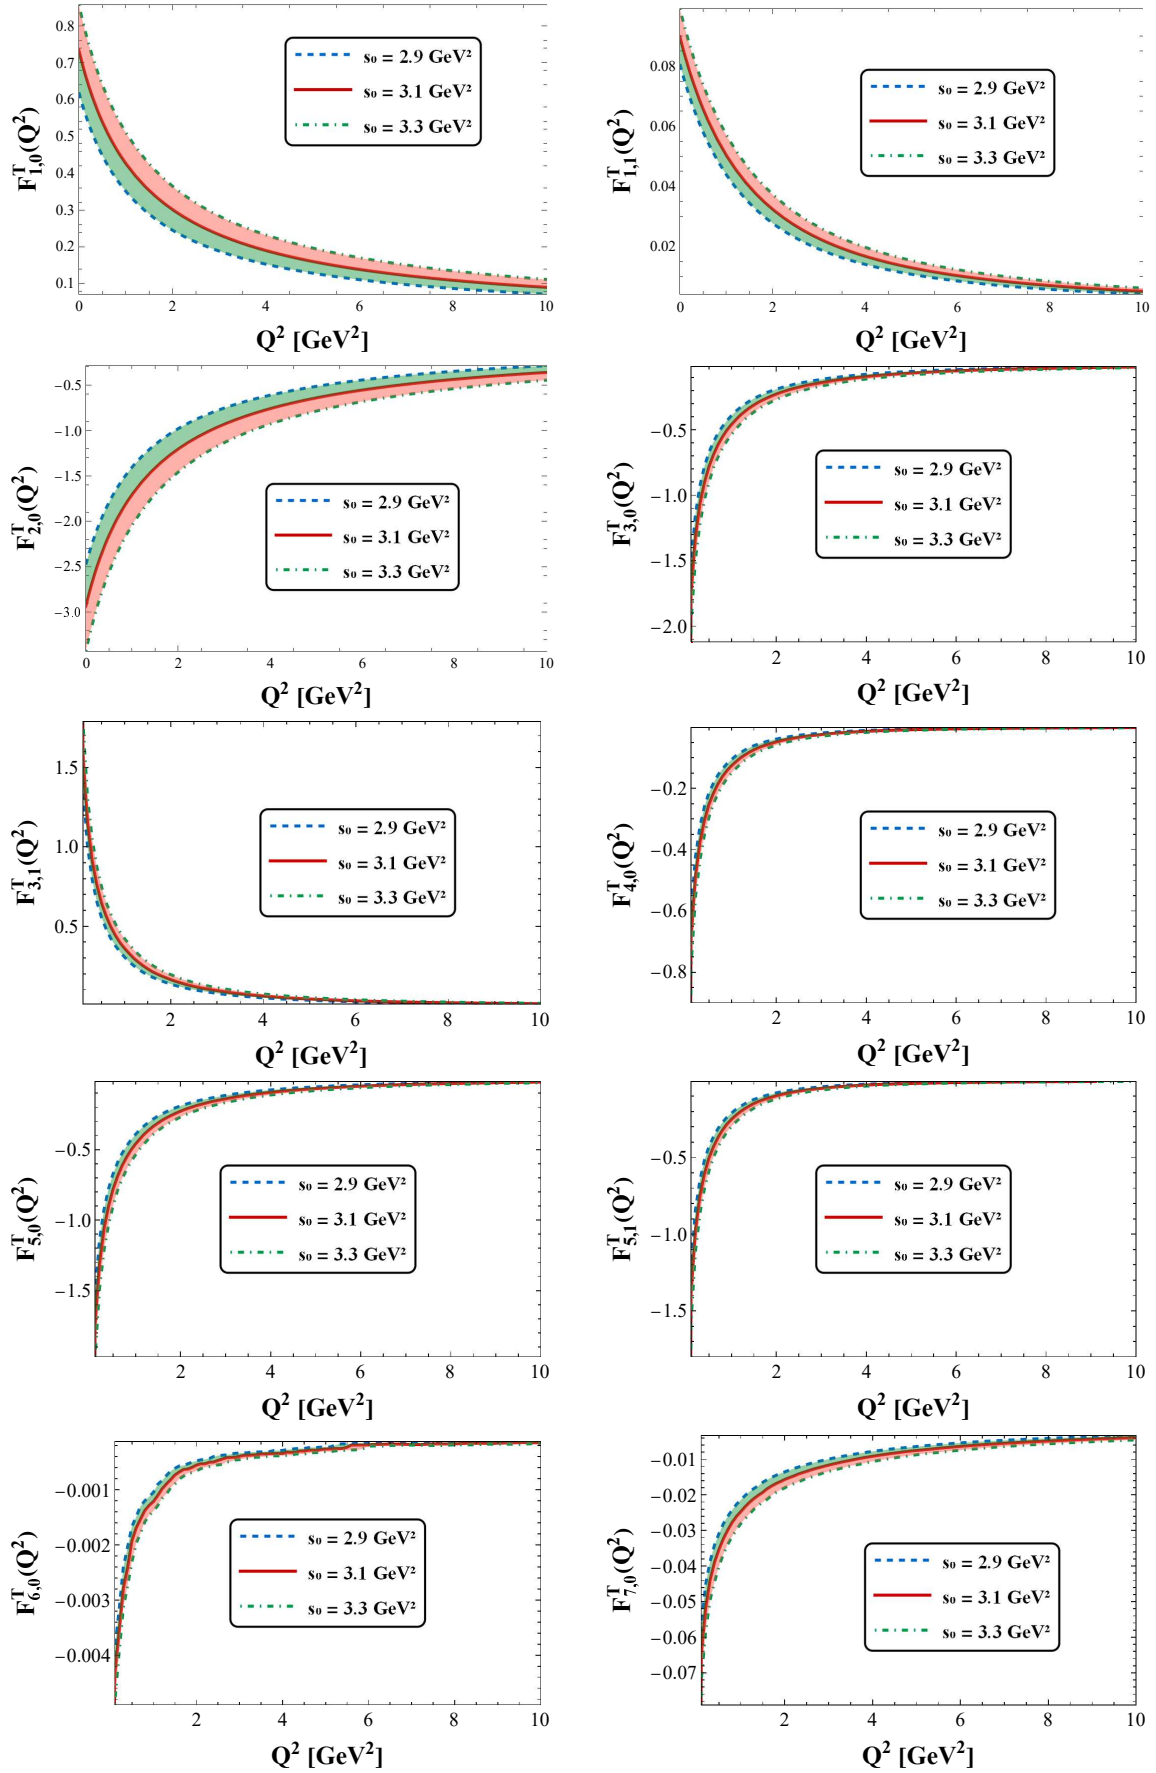 0.8
0.7
0.6
0.5
0.4
0.3
0.2
0.1
F^T_{1,0}(Q²)
s₀ = 2.9 GeV²
s₀ = 3.1 GeV²
s₀ = 3.3 GeV²
0 2 4 6 8 10
Q² [GeV²]
0.08
0.06
0.04
0.02
F^T_{1,1}(Q²)
s₀ = 2.9 GeV²
s₀ = 3.1 GeV²
s₀ = 3.3 GeV²
0 2 4 6 8 10
Q² [GeV²]
−0.5
−1.0
−1.5
−2.0
−2.5
−3.0
F^T_{2,0}(Q²)
s₀ = 2.9 GeV²
s₀ = 3.1 GeV²
s₀ = 3.3 GeV²
0 2 4 6 8 10
Q² [GeV²]
−0.5
−1.0
−1.5
−2.0
F^T_{3,0}(Q²)
s₀ = 2.9 GeV²
s₀ = 3.1 GeV²
s₀ = 3.3 GeV²
2 4 6 8 10
Q² [GeV²]
1.5
1.0
0.5
F^T_{3,1}(Q²)
s₀ = 2.9 GeV²
s₀ = 3.1 GeV²
s₀ = 3.3 GeV²
2 4 6 8 10
Q² [GeV²]
−0.2
−0.4
−0.6
−0.8
F^T_{4,0}(Q²)
s₀ = 2.9 GeV²
s₀ = 3.1 GeV²
s₀ = 3.3 GeV²
2 4 6 8 10
Q² [GeV²]
−0.5
−1.0
−1.5
F^T_{5,0}(Q²)
s₀ = 2.9 GeV²
s₀ = 3.1 GeV²
s₀ = 3.3 GeV²
2 4 6 8 10
Q² [GeV²]
−0.5
−1.0
−1.5
F^T_{5,1}(Q²)
s₀ = 2.9 GeV²
s₀ = 3.1 GeV²
s₀ = 3.3 GeV²
2 4 6 8 10
Q² [GeV²]
−0.001
−0.002
−0.003
−0.004
F^T_{6,0}(Q²)
s₀ = 2.9 GeV²
s₀ = 3.1 GeV²
s₀ = 3.3 GeV²
2 4 6 8 10
Q² [GeV²]
−0.01
−0.02
−0.03
−0.04
−0.05
−0.06
−0.07
F^T_{7,0}(Q²)
s₀ = 2.9 GeV²
s₀ = 3.1 GeV²
s₀ = 3.3 GeV²
2 4 6 8 10
Q² [GeV²]